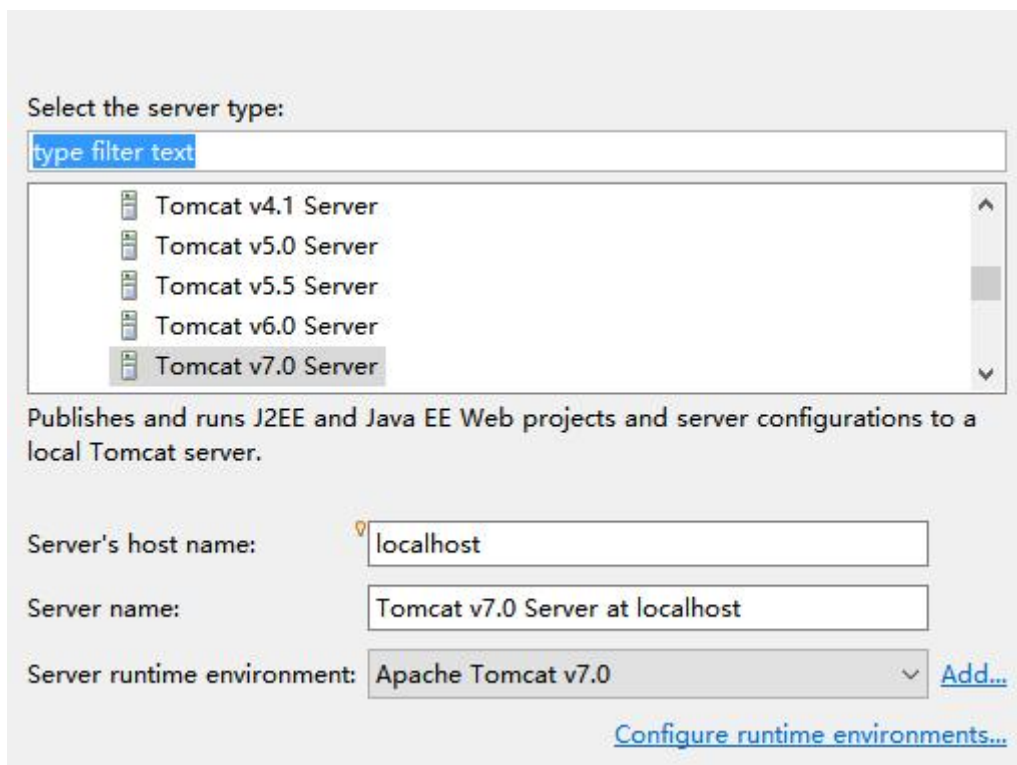 Select the server type:
type filter text
Tomcat v4.1 Server
Tomcat v5.0 Server
Tomcat v5.5 Server
Tomcat v6.0 Server
Tomcat v7.0 Server
Publishes and runs J2EE and Java EE Web projects and server configurations to a
local Tomcat server.
Server's host name: localhost
Server name: Tomcat v7.0 Server at localhost
Server runtime environment: Apache Tomcat v7.0 Add...
Configure runtime environments...